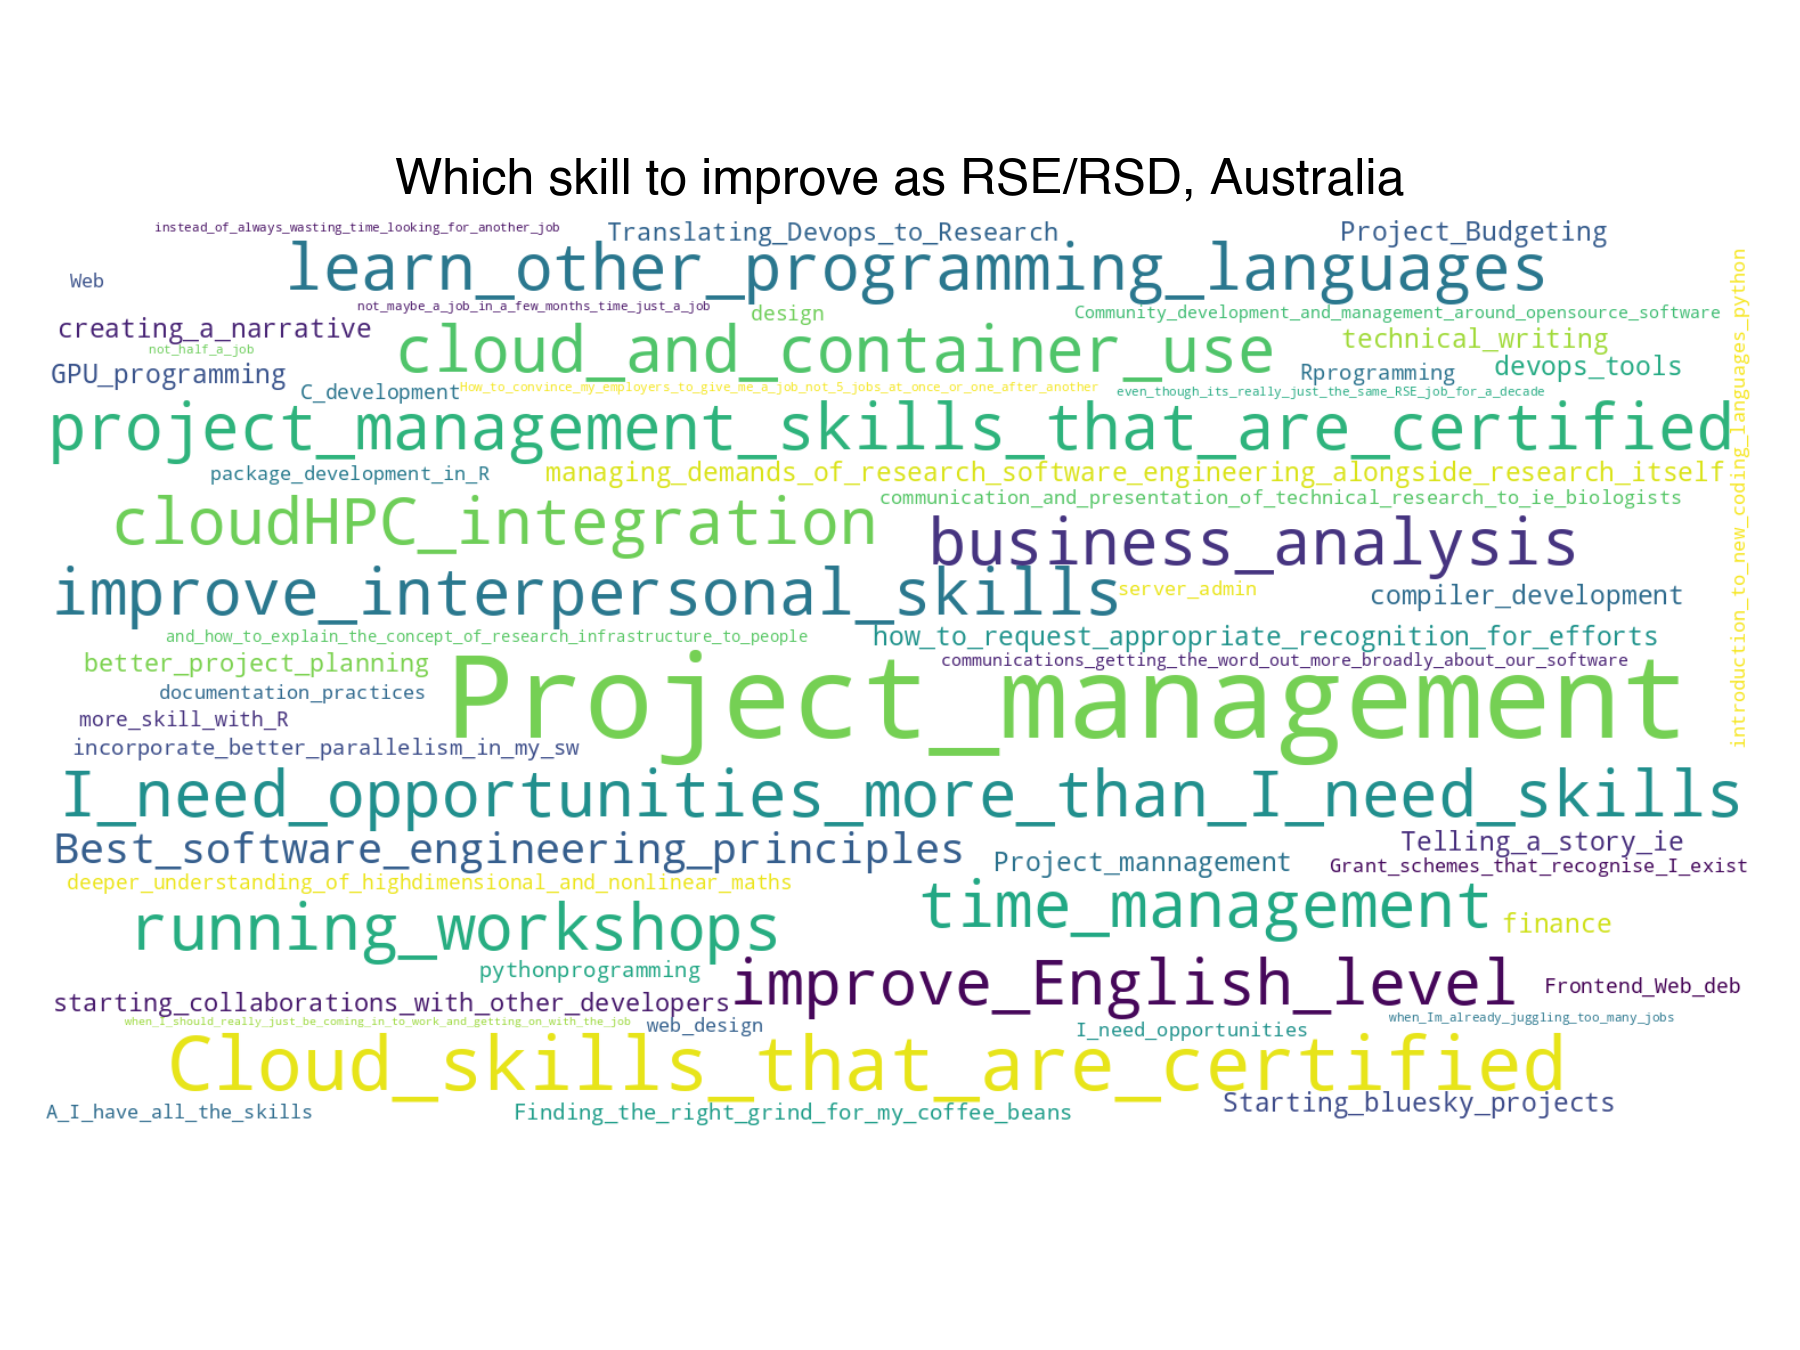 Which skill to improve as RSE/RSD, Australia
instead_of_always_wasting_time_looking_for_another_job
Translating_Devops_to_Research
Project_Budgeting
learn_other_programming_languages
Web
not_maybe_a_job_in_a_few_months_time_just_a_job
design
Community_development_and_management_around_opensource_software
creating_a_narrative
technical_writing
not_half_a_job
cloud_and_container_use
GPU_programming
Rprogramming
devops_tools
C_development
How_to_convince_my_employers_to_give_me_a_job_not_5_jobs_at_once_or_one_after_another
even_though_its_really_just_the_same_RSE_job_for_a_decade
project_management_skills_that_are_certified
introduction_to_new_coding_languages_python
package_development_in_R
managing_demands_of_research_software_engineering_alongside_research_itself
communication_and_presentation_of_technical_research_to_ie_biologists
cloudHPC_integration
business_analysis
improve_interpersonal_skills
server_admin
compiler_development
and_how_to_explain_the_concept_of_research_infrastructure_to_people
how_to_request_appropriate_recognition_for_efforts
better_project_planning
communications_getting_the_word_out_more_broadly_about_our_software
documentation_practices
Project_management
more_skill_with_R
incorporate_better_parallelism_in_my_sw
I_need_opportunities_more_than_I_need_skills
Best_software_engineering_principles
Telling_a_story_ie
Project_mannagement
Grant_schemes_that_recognise_I_exist
deeper_understanding_of_highdimensional_and_nonlinear_maths
time_management
running_workshops
finance
pythonprogramming
improve_English_level
Frontend_Web_deb
starting_collaborations_with_other_developers
when_I_should_really_just_be_coming_in_to_work_and_getting_on_with_the_job
web_design
I_need_opportunities
when_Im_already_juggling_too_many_jobs
Cloud_skills_that_are_certified
A_I_have_all_the_skills
Finding_the_right_grind_for_my_coffee_beans
Starting_bluesky_projects